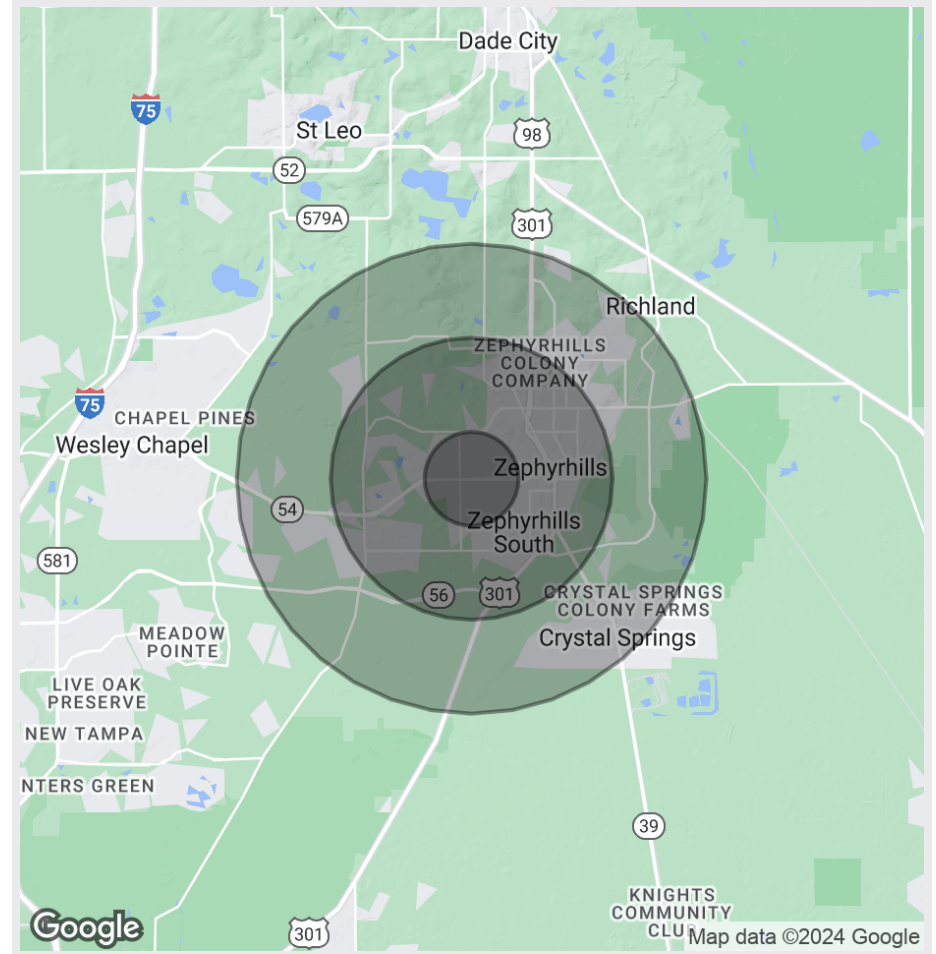 Dade City
75
St Leo
98
52
579A
301
Richland
ZEPHYRHILLS
COLONY
COMPANY
75
CHAPEL PINES
Wesley Chapel
Zephyrhills
54
Zephyrhills
South
581
56
301
CRYSTAL SPRINGS
COLONY FARMS
MEADOW
POINTE
Crystal Springs
LIVE OAK
PRESERVE
NEW TAMPA
NTERS GREEN
39
KNIGHTS
COMMUNITY
CLU
Google
301
Map data ©2024 Google